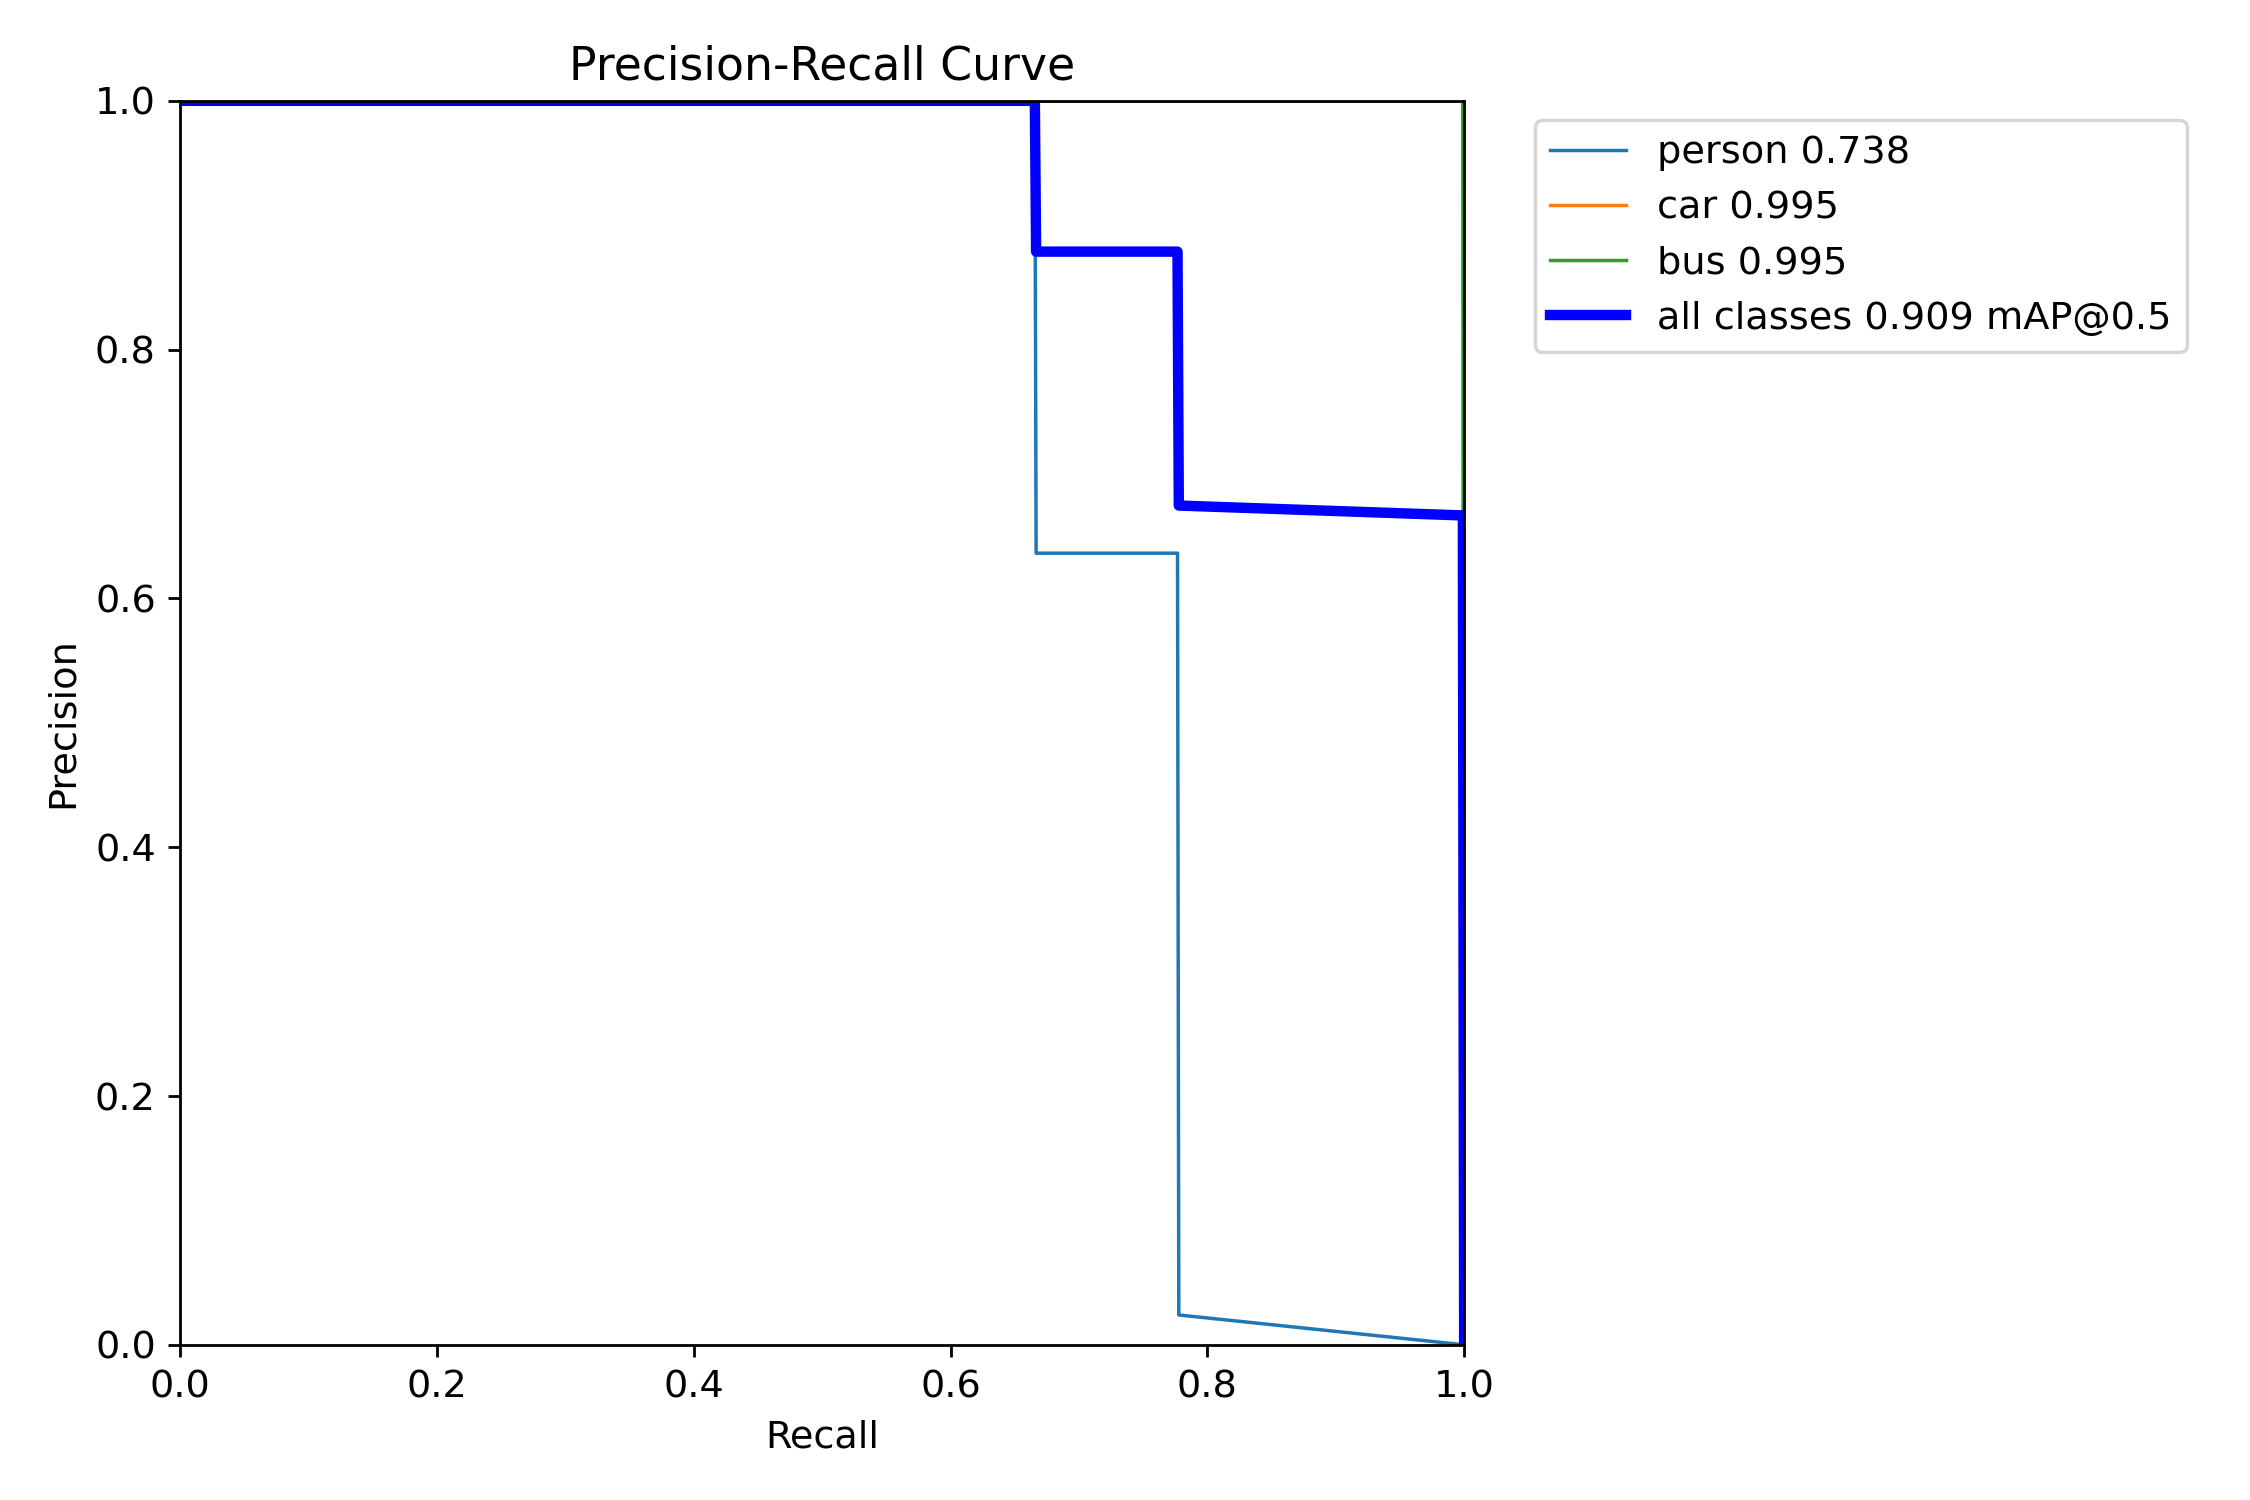 Precision-Recall Curve
1.0
0.8
0.6
0.4
0.2
0.0
Precision
0.0 0.2 0.4 0.6 0.8 1.0
Recall
person 0.738
car 0.995
bus 0.995
all classes 0.909 mAP@0.5